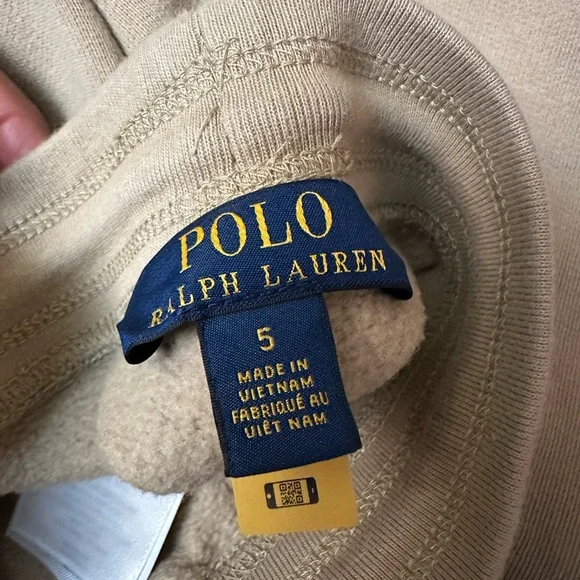 POLO
RALPH LAUREN
5
MADE IN
VIETNAM
FABRIQUÉ AU
VIÊT NAM